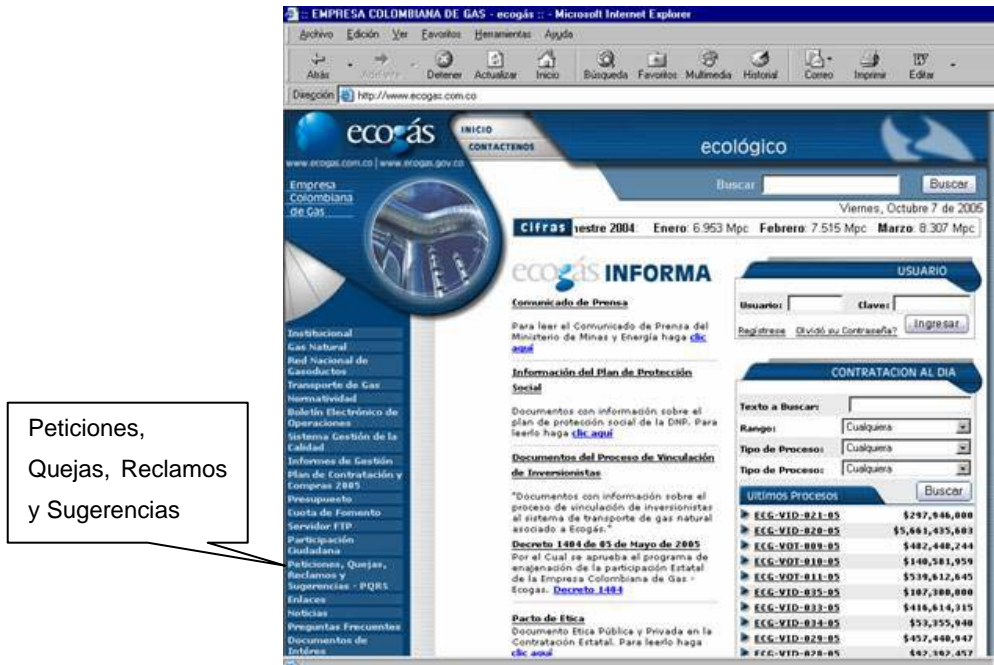 :: EMPRESA COLOMBIANA DE GAS - ecogás :: - Microsoft Internet Explorer
Archivo Edición Ver Favoritos Herramientas Ayuda
Atrás Adelante Detener Actualizar Inicio Búsqueda Favoritos Multimedia Historial Correo Imprimir Editar
Dirección http://www.ecogas.com.co
ecogás
INICIO
CONTACTENOS
ecológico
www.ecogas.com.co | www.ecogas.gov.co
Buscar Buscar
Empresa
Colombiana
de Gas
Viernes, Octubre 7 de 2005
Cifras nestre 2004: Enero: 6.953 Mpc Febrero: 7.515 Mpc Marzo: 8.307 Mpc
ecogás INFORMA
Comunicado de Prensa
Para leer el Comunicado de Prensa del
Ministerio de Minas y Energía haga clic
aquí
Información del Plan de Protección
Social
Documentos con información sobre el
plan de protección social de la DNP. Para
leerlo haga clic aquí
Documentos del Proceso de Vinculación
de Inversionistas
"Documentos con información sobre el
proceso de vinculación de inversionistas
al sistema de transporte de gas natural
asociado a Ecogás."
Decreto 1404 de 05 de Mayo de 2005
Por el Cual se aprueba el programa de
enajenación de la participación Estatal
de la Empresa Colombiana de Gas -
Ecogas. Decreto 1404
Pacto de Etica
Documento Etica Pública y Privada en la
Contratación Estatal. Para leerlo haga
clic aquí
USUARIO
Usuario: Clave:
Regístrese Olvidó su Contraseña? Ingresar
CONTRATACION AL DIA
Texto a Buscar:
Rango: Cualquiera
Tipo de Proceso: Cualquiera
Tipo de Proceso: Cualquiera
Ultimos Procesos Buscar
ECG-VID-021-05 $297,946,000
ECG-VID-020-05 $5,661,435,603
ECG-VOT-009-05 $402,440,244
ECG-VOT-010-05 $140,581,959
ECG-VOT-011-05 $539,612,645
ECG-VID-035-05 $107,300,000
ECG-VID-033-05 $416,614,315
ECG-VID-034-05 $53,355,940
ECG-VID-029-05 $457,440,947
ECG-VID-028-05 $92,392,457
Institucional
Gas Natural
Red Nacional de
Gasoductos
Transporte de Gas
Normatividad
Boletín Electrónico de
Operaciones
Sistema Gestión de la
Calidad
Informes de Gestión
Plan de Contratación y
Compras 2005
Presupuesto
Cuota de Fomento
Servidor FTP
Participación
Ciudadana
Peticiones, Quejas,
Reclamos y
Sugerencias - PQRS
Enlaces
Noticias
Preguntas Frecuentes
Documentos de
Intéres
Peticiones,
Quejas, Reclamos
y Sugerencias